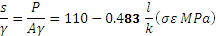 s/γ = P/Aγ = 110 − 0.483 l/k (σε MPa)